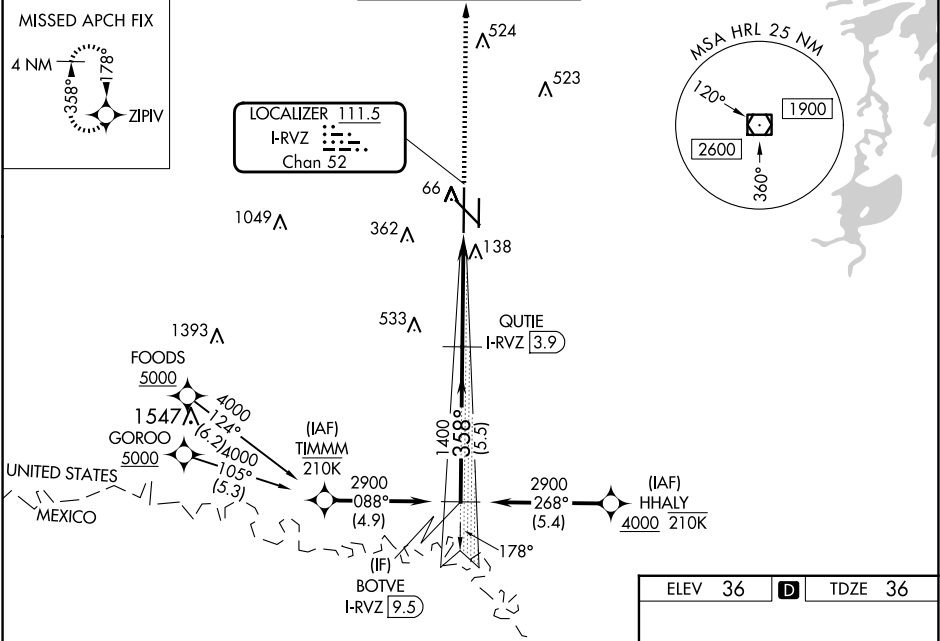 MISSED APCH FIX
4 NM
358°
178°
ZIPIV
524
523
MSA HRL 25 NM
120°
1900
2600
360°
LOCALIZER 111.5
I-RVZ
Chan 52
66
1049
362
138
533
QUTIE
I-RVZ 3.9
1393
FOODS
5000
4000
124°
(6.2)
1547
GOROO
5000
4000
105°
(5.3)
(IAF)
TIMMM
210K
1400
358°
(5.5)
UNITED STATES
MEXICO
2900
088°
(4.9)
2900
268°
(5.4)
(IAF)
HHALY
4000 210K
178°
(IF)
BOTVE
I-RVZ 9.5
ELEV 36 D TDZE 36